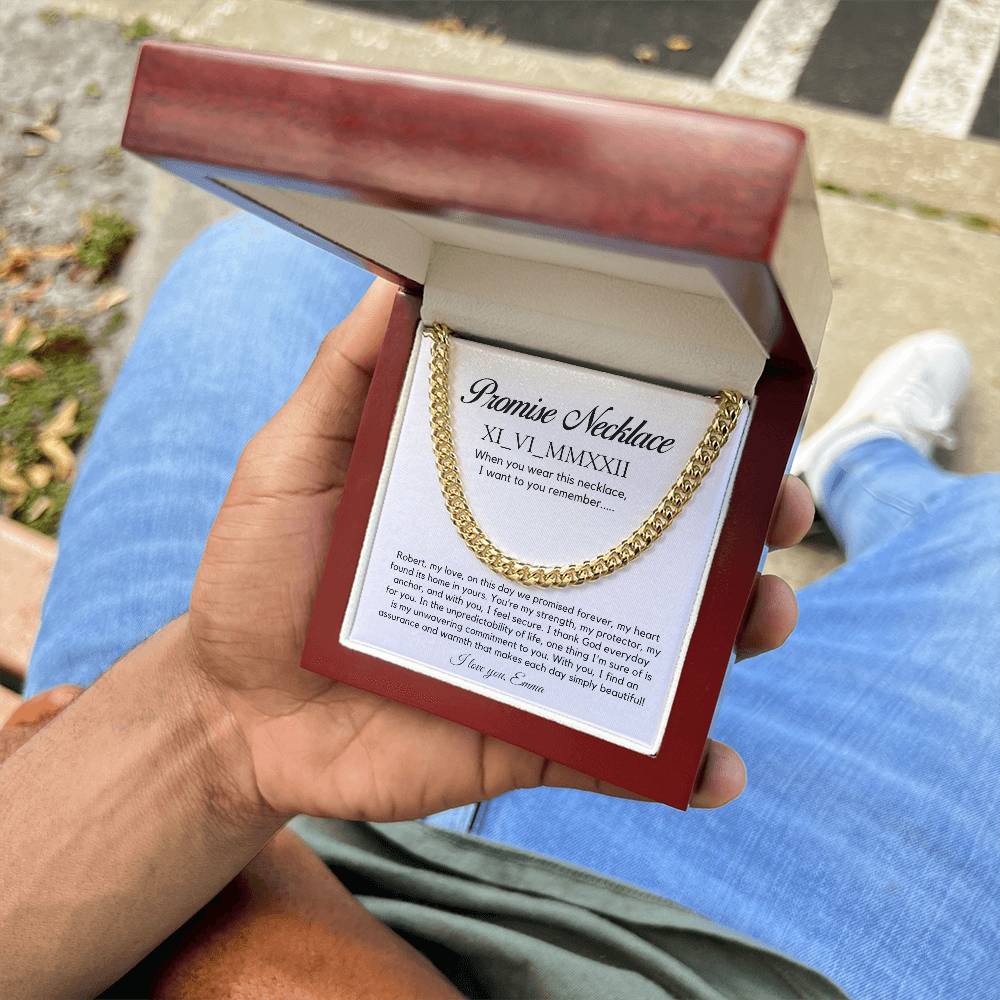 Promise Necklace
XI_VI_MMXXII
When you wear this necklace,
I want to you remember.....
Robert, my love, on this day we promised forever, my heart
found its home in yours. You're my strength, my protector, my
anchor, and with you, I feel secure. I thank God everyday
for you. In the unpredictability of life, one thing I'm sure of is
is my unwavering commitment to you. With you, I find an
assurance and warmth that makes each day simply beautiful!
I love you, Emma